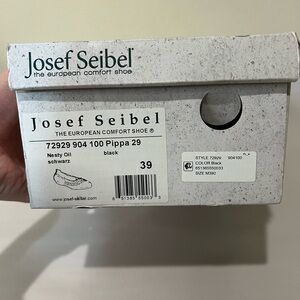 Josef Seibel
the european comfort shoe
Josef Seibel
THE EUROPEAN COMFORT SHOE ®
72929 904 100 Pippa 29
Nesty Oil black
schwarz
39
STYLE 72929 904100
COLOR Black
SIZE M390
www.josef-seibel.com